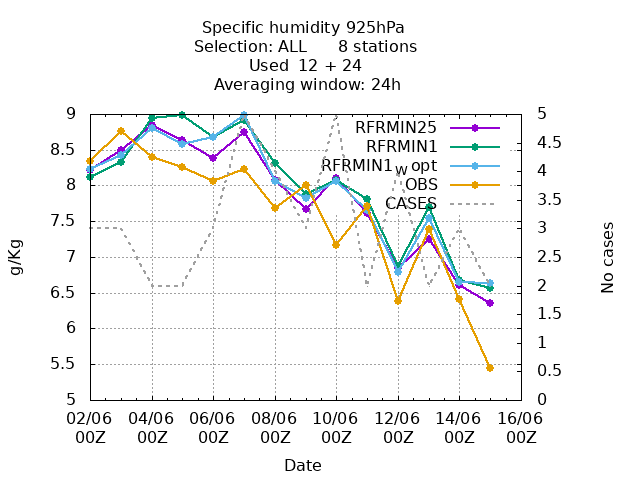 Specific humidity 925hPa
Selection: ALL      8 stations
Used  12 + 24
Averaging window: 24h
RFRMIN25
RFRMIN1
RFRMIN1_w_opt
OBS
CASES
9
8.5
8
7.5
7
6.5
6
5.5
5
g/Kg
5
4.5
4
3.5
3
2.5
2
1.5
1
0.5
0
No cases
02/06 04/06 06/06 08/06 10/06 12/06 14/06 16/06
00Z 00Z 00Z 00Z 00Z 00Z 00Z 00Z
Date